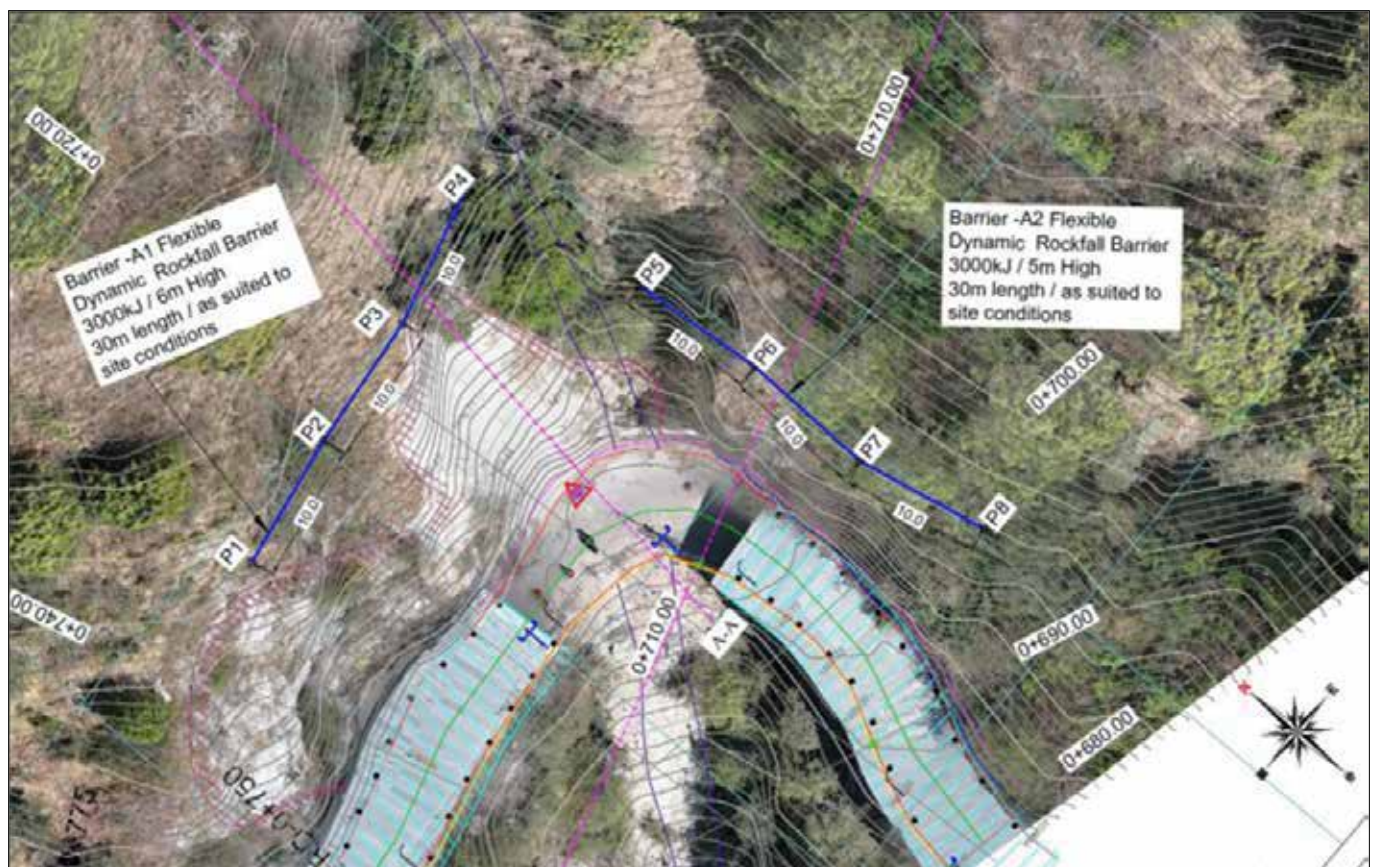 0+720.00
0+710.00
P4
Barrier -A1 Flexible
Dynamic Rockfall Barrier
3000kJ / 6m High
30m length / as suited to
site conditions
Barrier -A2 Flexible
Dynamic Rockfall Barrier
3000kJ / 5m High
30m length / as suited to
site conditions
10.0
P5
P3
10.0
P6
10.0
P2
10.0
P7
0+700.00
10.0
P1
10.0
P8
0+740.00
0+710.00
A-A
0+690.00
0+680.00